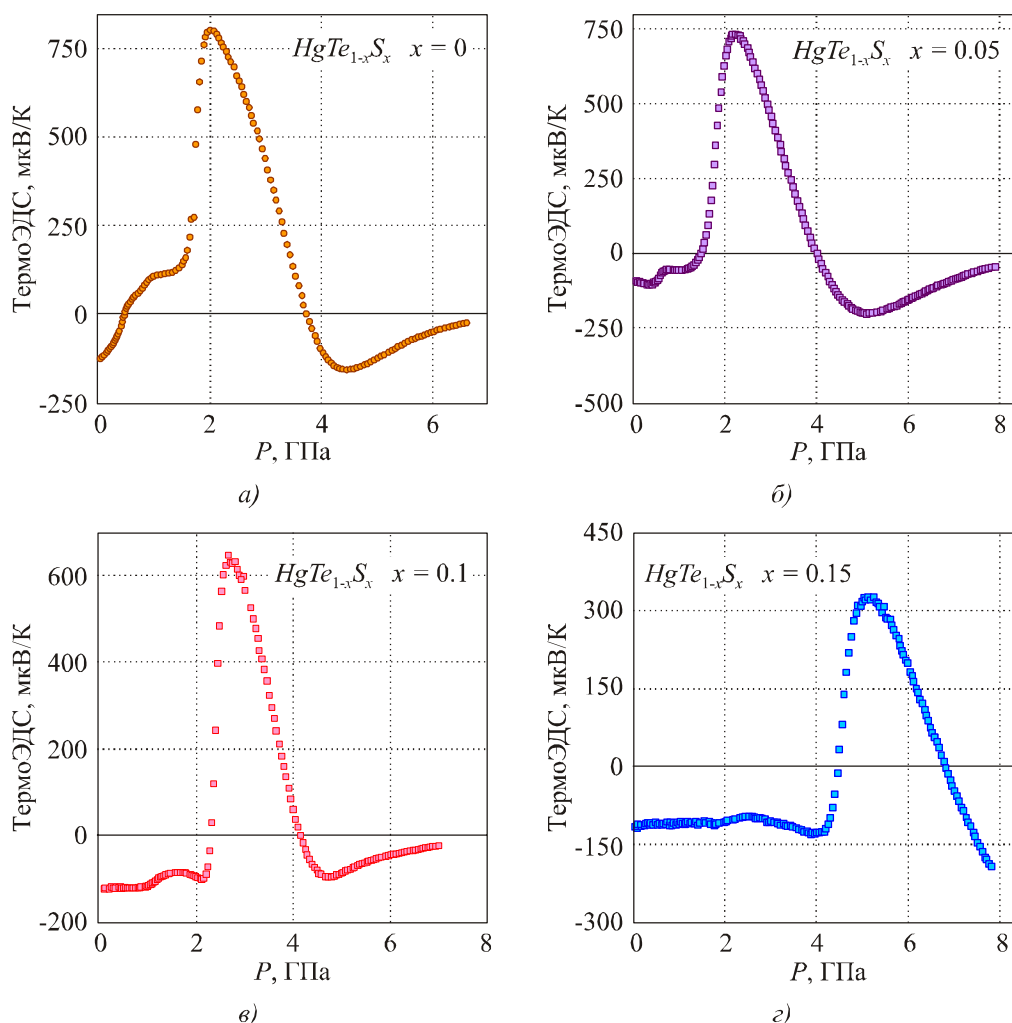 ТермоЭДС, мкВ/К
750
500
250
0
-250
HgTe₁₋ₓSₓ x = 0
0 2 4 6
P, ГПа
а)
ТермоЭДС, мкВ/К
750
500
250
0
-250
-500
HgTe₁₋ₓSₓ x = 0.05
0 2 4 6 8
P, ГПа
б)
ТермоЭДС, мкВ/К
600
400
200
0
-200
HgTe₁₋ₓSₓ x = 0.1
0 2 4 6 8
P, ГПа
в)
ТермоЭДС, мкВ/К
450
300
150
0
-150
-300
HgTe₁₋ₓSₓ x = 0.15
0 2 4 6 8
P, ГПа
г)